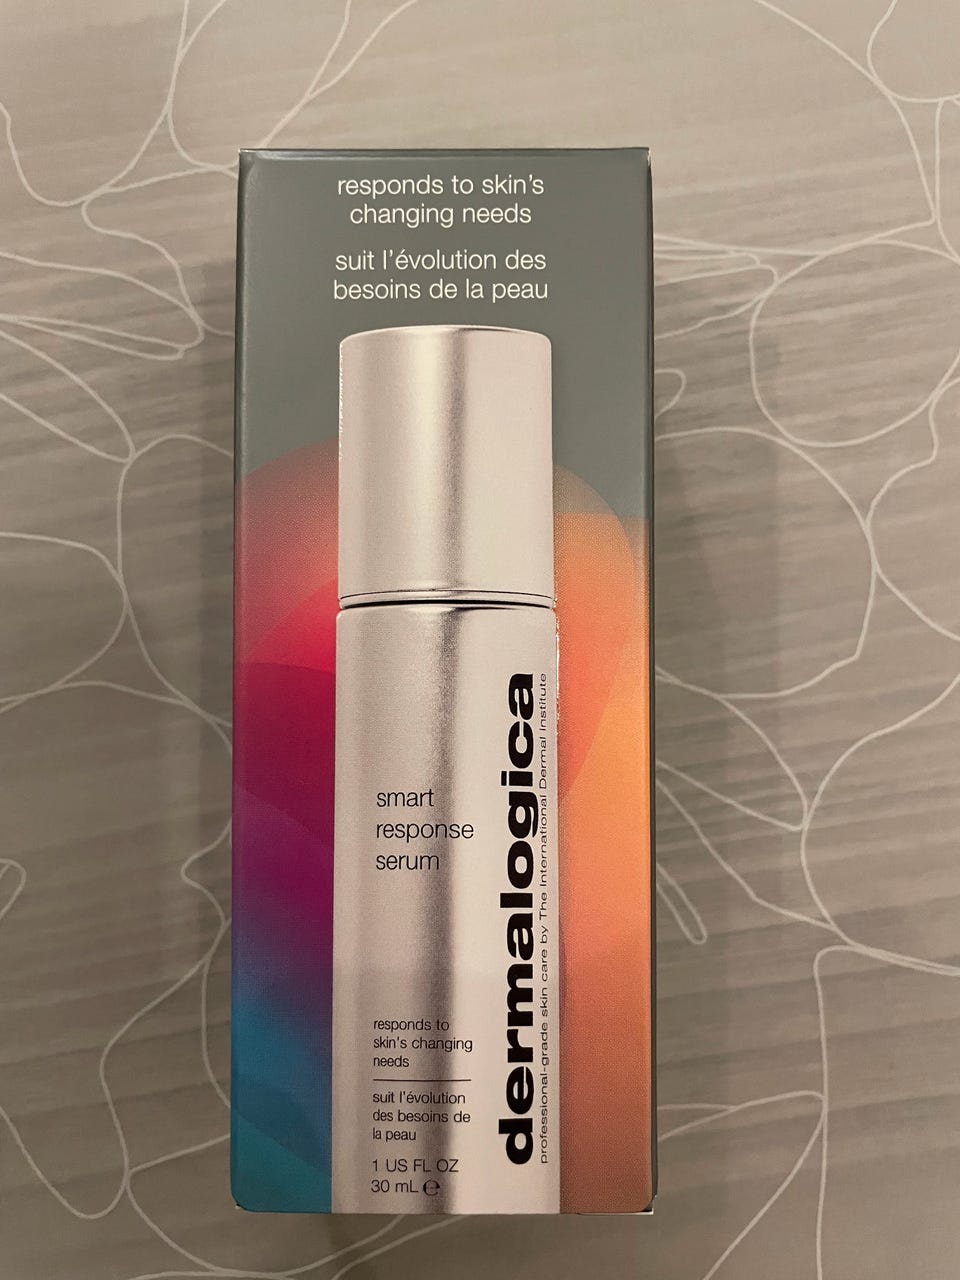 responds to skin's
changing needs
suit l'évolution des
besoins de la peau
smart
response
serum
responds to
skin's changing
needs
suit l'évolution
des besoins de
la peau
1 US FL OZ
30 mL ℮
dermalogica
professional-grade skin care by The International Dermal Institute